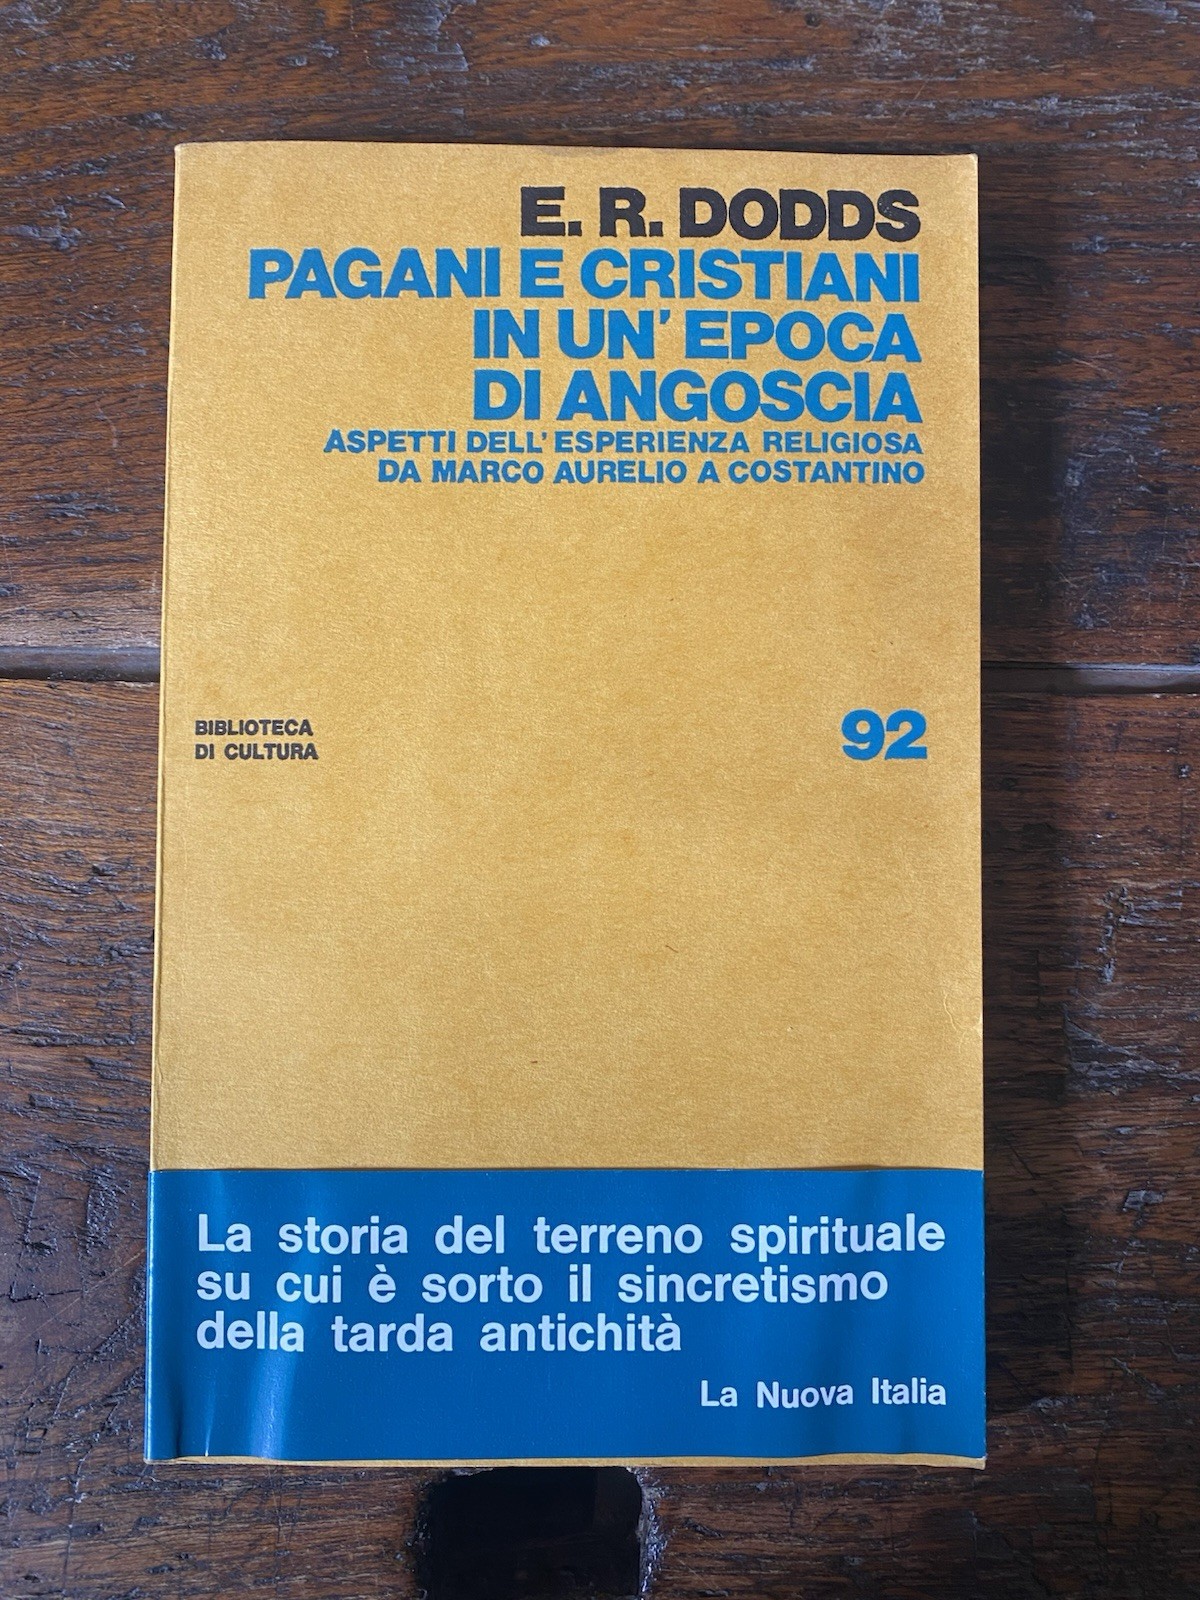 E. R. DODDS
PAGANI E CRISTIANI
IN UN' EPOCA
DI ANGOSCIA
ASPETTI DELL' ESPERIENZA RELIGIOSA
DA MARCO AURELIO A COSTANTINO
BIBLIOTECA
DI CULTURA
92
La storia del terreno spirituale
su cui è sorto il sincretismo
della tarda antichità
La Nuova Italia